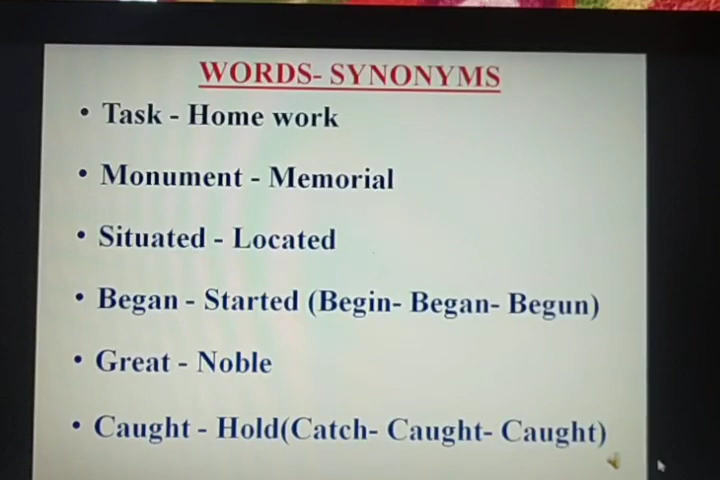 WORDS- SYNONYMS
• Task - Home work
• Monument - Memorial
• Situated - Located
• Began - Started (Begin- Began- Begun)
• Great - Noble
• Caught - Hold(Catch- Caught- Caught)